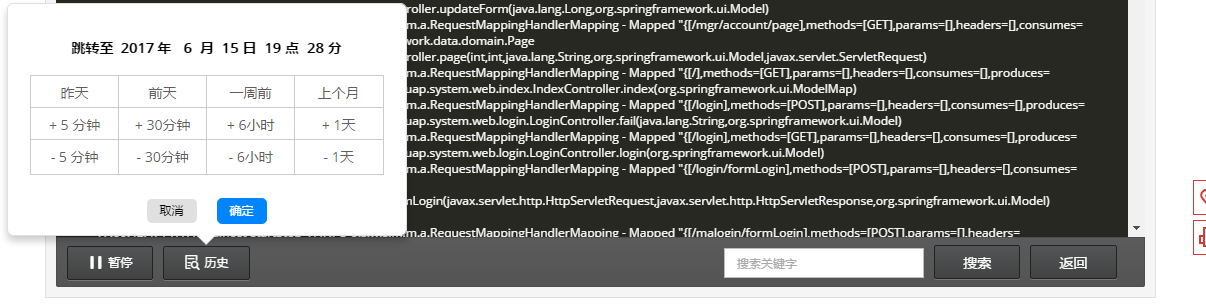 跳转至 2017 年 6 月 15 日 19 点 28 分
昨天 前天 一周前 上个月
+ 5 分钟 + 30分钟 + 6小时 + 1天
- 5 分钟 - 30分钟 - 6小时 - 1天
取消 确定
roller.updateForm(java.lang.Long,org.springframework.ui.Model)
m.a.RequestMappingHandlerMapping - Mapped "{[/mgr/account/page],methods=[GET],params=[],headers=[],consumes=
work.data.domain.Page
roller.page(int,int,java.lang.String,org.springframework.ui.Model,javax.servlet.ServletRequest)
m.a.RequestMappingHandlerMapping - Mapped "{[/],methods=[GET],params=[],headers=[],consumes=[],produces=
uap.system.web.index.IndexController.index(org.springframework.ui.ModelMap)
m.a.RequestMappingHandlerMapping - Mapped "{[/login],methods=[POST],params=[],headers=[],consumes=[],produces=
uap.system.web.login.LoginController.fail(java.lang.String,org.springframework.ui.Model)
m.a.RequestMappingHandlerMapping - Mapped "{[/login],methods=[GET],params=[],headers=[],consumes=[],produces=
uap.system.web.login.LoginController.login(org.springframework.ui.Model)
m.a.RequestMappingHandlerMapping - Mapped "{[/login/formLogin],methods=[POST],params=[],headers=[],consumes=
mLogin(javax.servlet.http.HttpServletRequest,javax.servlet.http.HttpServletResponse,org.springframework.ui.Model)
m.a.RequestMappingHandlerMapping - Mapped "{[/malogin/formLogin],methods=[POST],params=[],headers=
暂停 历史 搜索关键字 搜索 返回